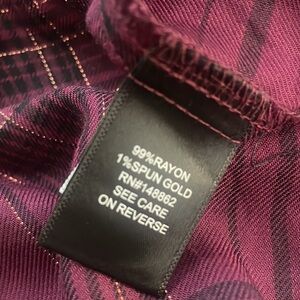 99%RAYON
1%SPUN GOLD
RN#148862
SEE CARE
ON REVERSE